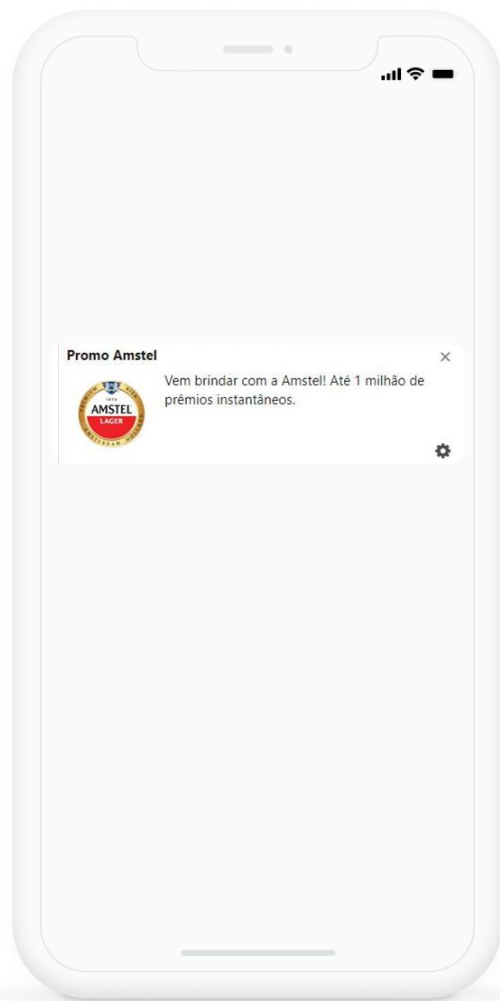 Promo Amstel
Vem brindar com a Amstel! Até 1 milhão de
prêmios instantâneos.
AMSTEL
LAGER